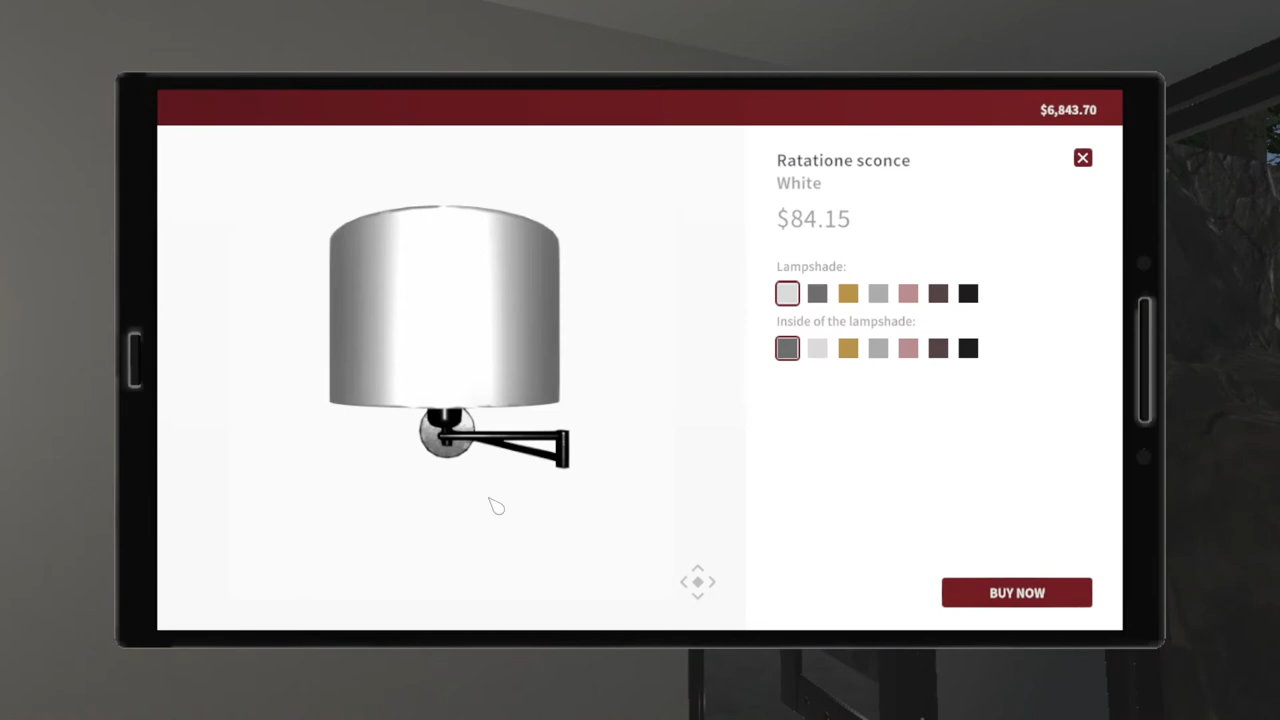 $6,843.70
Ratatione sconce
White
$84.15
Lampshade:
Inside of the lampshade:
BUY NOW